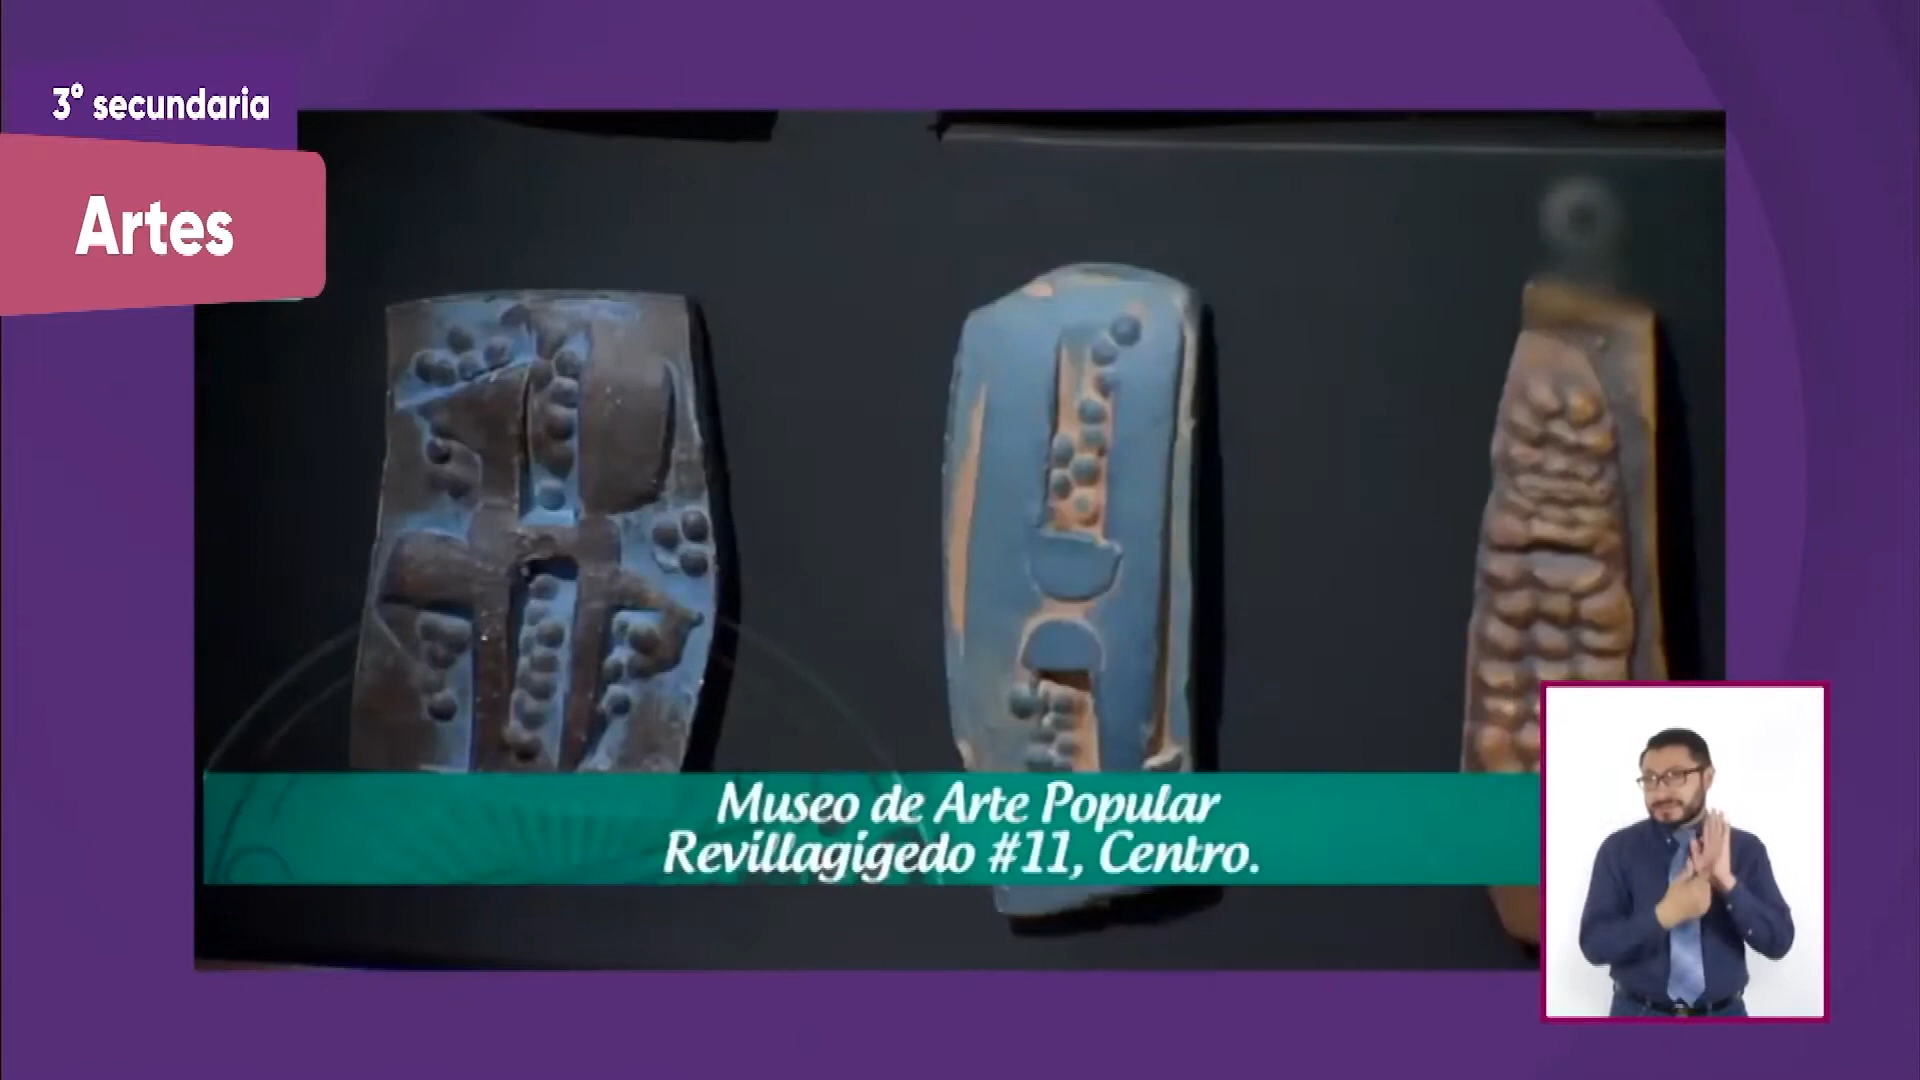 3° secundaria
Artes
Museo de Arte Popular
Revillagigedo #11, Centro.